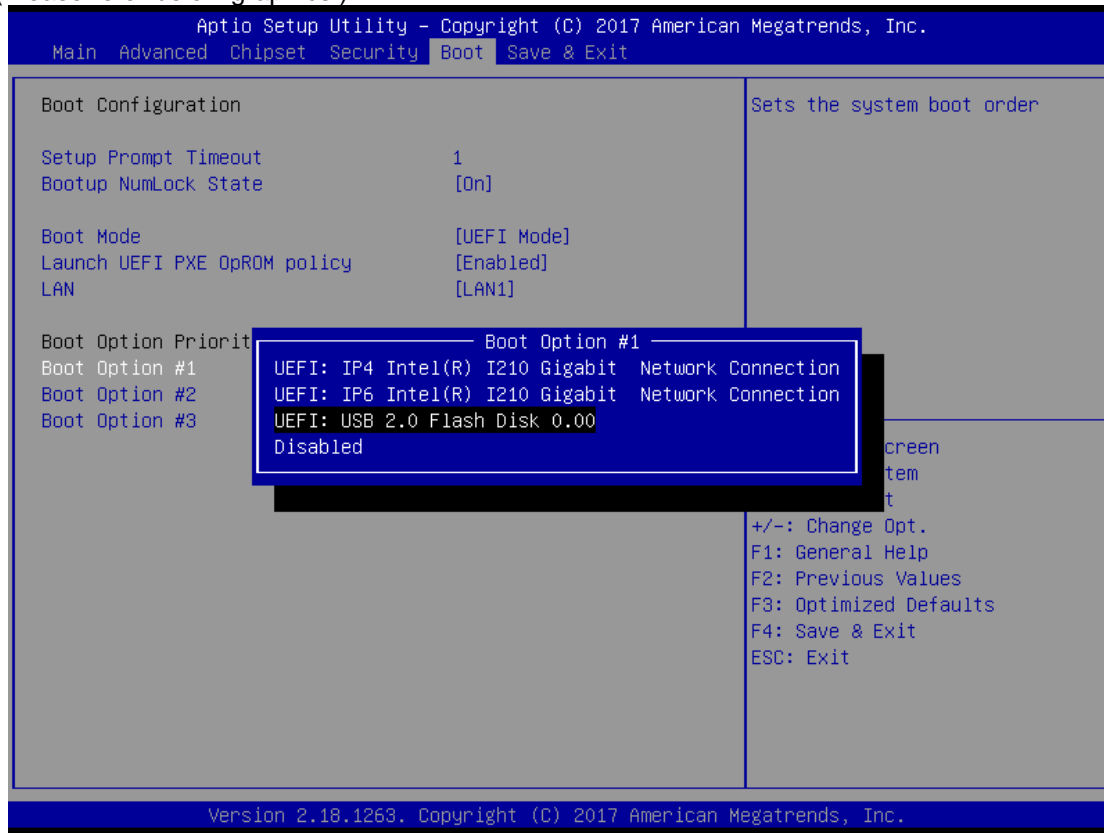 Aptio Setup Utility – Copyright (C) 2017 American Megatrends, Inc.
Main Advanced Chipset Security Boot Save & Exit
Boot Configuration
Setup Prompt Timeout 1
Bootup NumLock State [On]
Boot Mode [UEFI Mode]
Launch UEFI PXE OpROM policy [Enabled]
LAN [LAN1]
Boot Option Priorit
Boot Option #1
Boot Option #2
Boot Option #3
Boot Option #1
UEFI: IP4 Intel(R) I210 Gigabit  Network Connection
UEFI: IP6 Intel(R) I210 Gigabit  Network Connection
UEFI: USB 2.0 Flash Disk 0.00
Disabled
Sets the system boot order
creen
tem
t
+/-: Change Opt.
F1: General Help
F2: Previous Values
F3: Optimized Defaults
F4: Save & Exit
ESC: Exit
Version 2.18.1263. Copyright (C) 2017 American Megatrends, Inc.